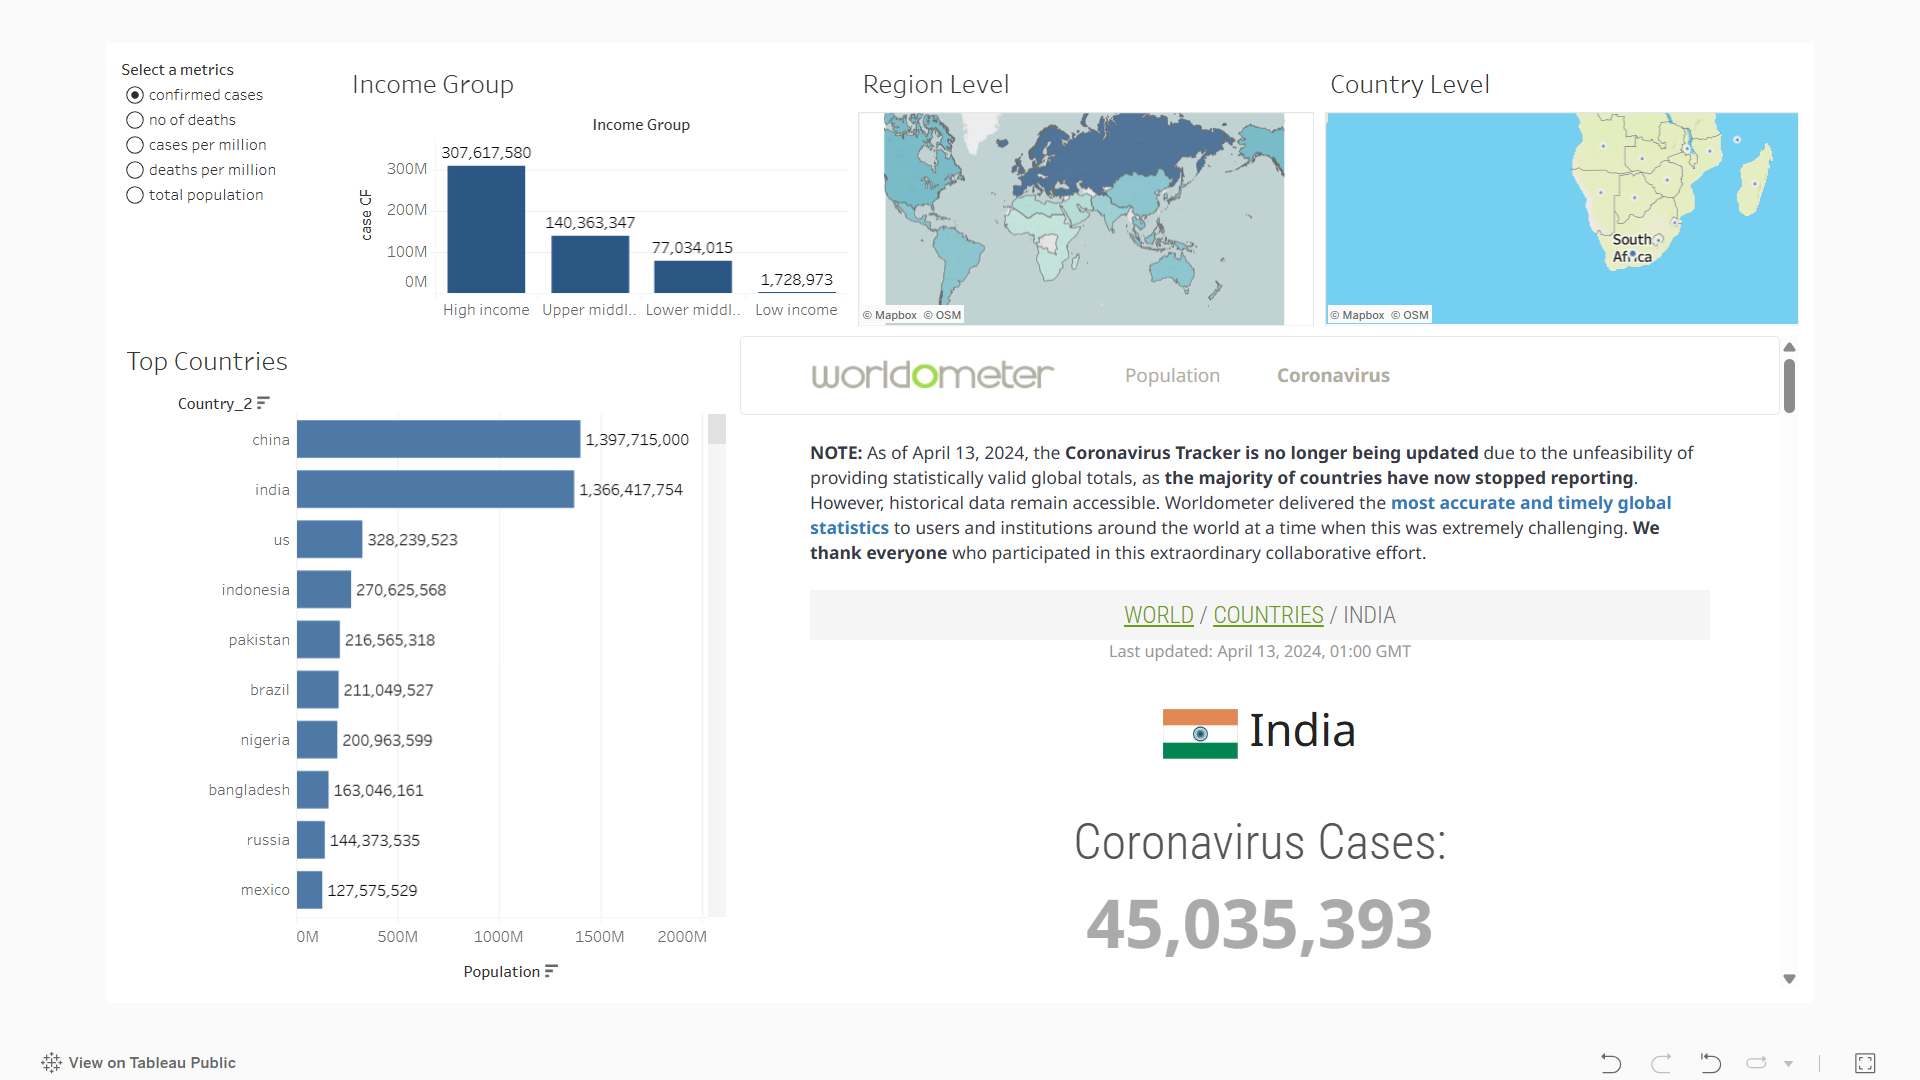 Select a metrics
confirmed cases
no of deaths
cases per million
deaths per million
total population
Income Group
Income Group
case CF
300M
200M
100M
0M
307,617,580
140,363,347
77,034,015
1,728,973
High income
Upper middl..
Lower middl..
Low income
Region Level
© Mapbox © OSM
Country Level
South
Africa
© Mapbox © OSM
Top Countries
Country_2
china 1,397,715,000
india 1,366,417,754
us 328,239,523
indonesia 270,625,568
pakistan 216,565,318
brazil 211,049,527
nigeria 200,963,599
bangladesh 163,046,161
russia 144,373,535
mexico 127,575,529
0M 500M 1000M 1500M 2000M
Population
worldometer Population Coronavirus
NOTE: As of April 13, 2024, the Coronavirus Tracker is no longer being updated due to the unfeasibility of
providing statistically valid global totals, as the majority of countries have now stopped reporting.
However, historical data remain accessible. Worldometer delivered the most accurate and timely global
statistics to users and institutions around the world at a time when this was extremely challenging. We
thank everyone who participated in this extraordinary collaborative effort.
WORLD / COUNTRIES / INDIA
Last updated: April 13, 2024, 01:00 GMT
India
Coronavirus Cases:
45,035,393
View on Tableau Public